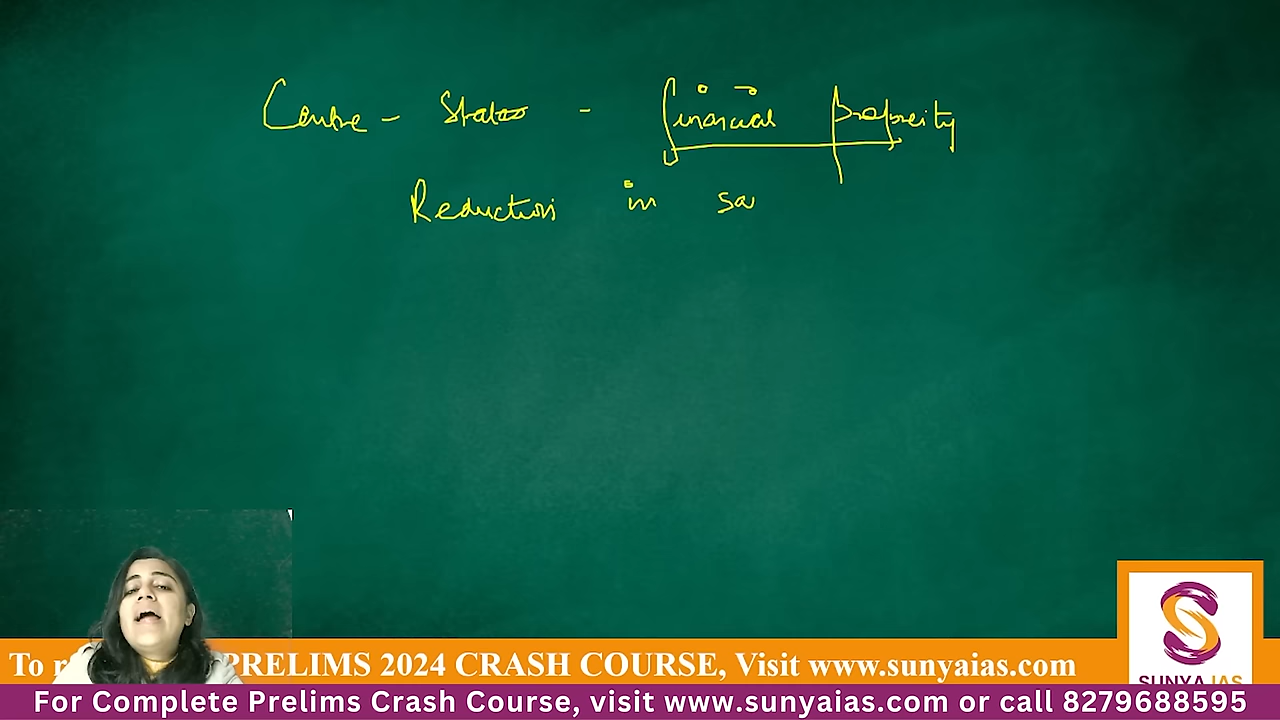 Centre - States - financial properity
Reduction in sa
To r PRELIMS 2024 CRASH COURSE, Visit www.sunyaias.com
SUNYA IAS
For Complete Prelims Crash Course, visit www.sunyaias.com or call 8279688595